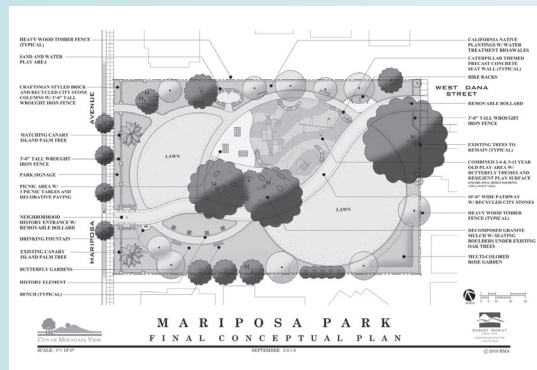 HEAVY WOOD TIMBER FENCE
(TYPICAL)
SAND AND WATER
PLAY AREA
CRAFTSMAN STYLED BRICK
AND RECYCLED CITY STONE
COLUMNS W/ 3'-0" TALL
WROUGHT IRON FENCE
MATCHING CANARY
ISLAND PALM TREE
3'-0" TALL WROUGHT
IRON FENCE
PARK SIGNAGE
PICNIC AREA W/
PICNIC TABLES AND
DECORATIVE PAVING
NEIGHBORHOOD
HISTORY ENTRANCE W/
REMOVABLE BOLLARD
DRINKING FOUNTAIN
EXISTING CANARY
ISLAND PALM TREE
BUTTERFLY GARDENS
HISTORY ELEMENT
BENCH (TYPICAL)
AVENUE
MARIPOSA
LAWN
LAWN
CALIFORNIA NATIVE
PLANTINGS W/ WATER
TREATMENT BIO-SWALES
CATERPILLAR THEMED
PRECAST CONCRETE
SEAT WALL (TYPICAL)
BIKE RACKS
WEST DANA
STREET
REMOVABLE BOLLARD
3'-0" TALL WROUGHT
IRON FENCE
EXISTING TREES TO
REMAIN (TYPICAL)
COMBINED 2-4 & 5-12 YEAR
OLD PLAY AREA W/
BUTTERFLY THEMES AND
RESILIENT PLAY SURFACE
10'-0" WIDE PATHWAY
W/ RECYCLED CITY STONES
HEAVY WOOD TIMBER
FENCE (TYPICAL)
DECOMPOSED GRANITE
MULCH W/ SEATING
BOULDERS UNDER EXISTING
OAK TREES
MULTI-COLORED
ROSE GARDEN
MARIPOSA PARK
FINAL CONCEPTUAL PLAN
CITY OF MOUNTAIN VIEW
SCALE: 1"= 10'-0"
SEPTEMBER 2010
ROBERT MOWAT
© 2010 RMA